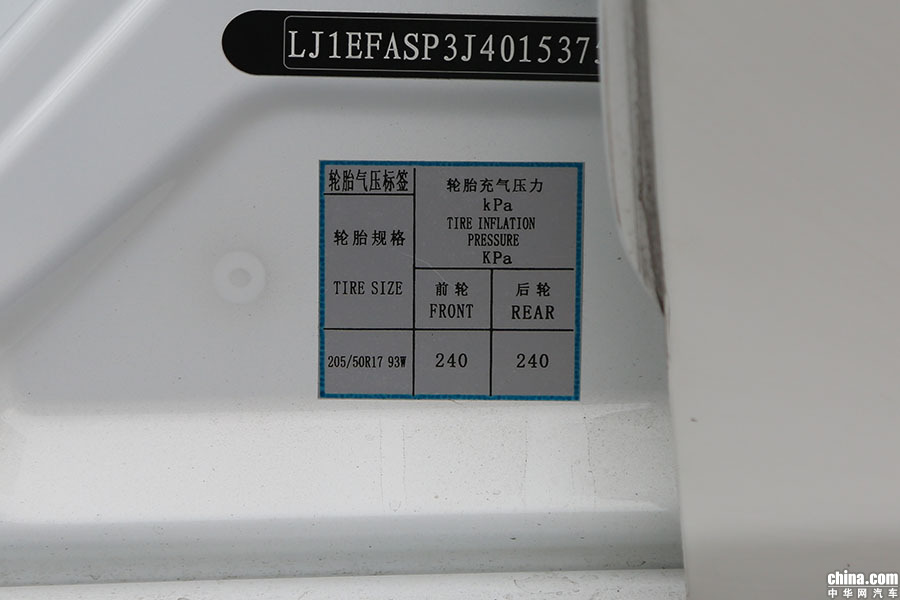 LJ1EFASP3J4015375
轮胎气压标签
轮胎充气压力
kPa
TIRE INFLATION
PRESSURE
KPa
轮胎规格
TIRE SIZE
前轮
FRONT
后轮
REAR
205/50R17 93W
240
240
china.com
中华网汽车